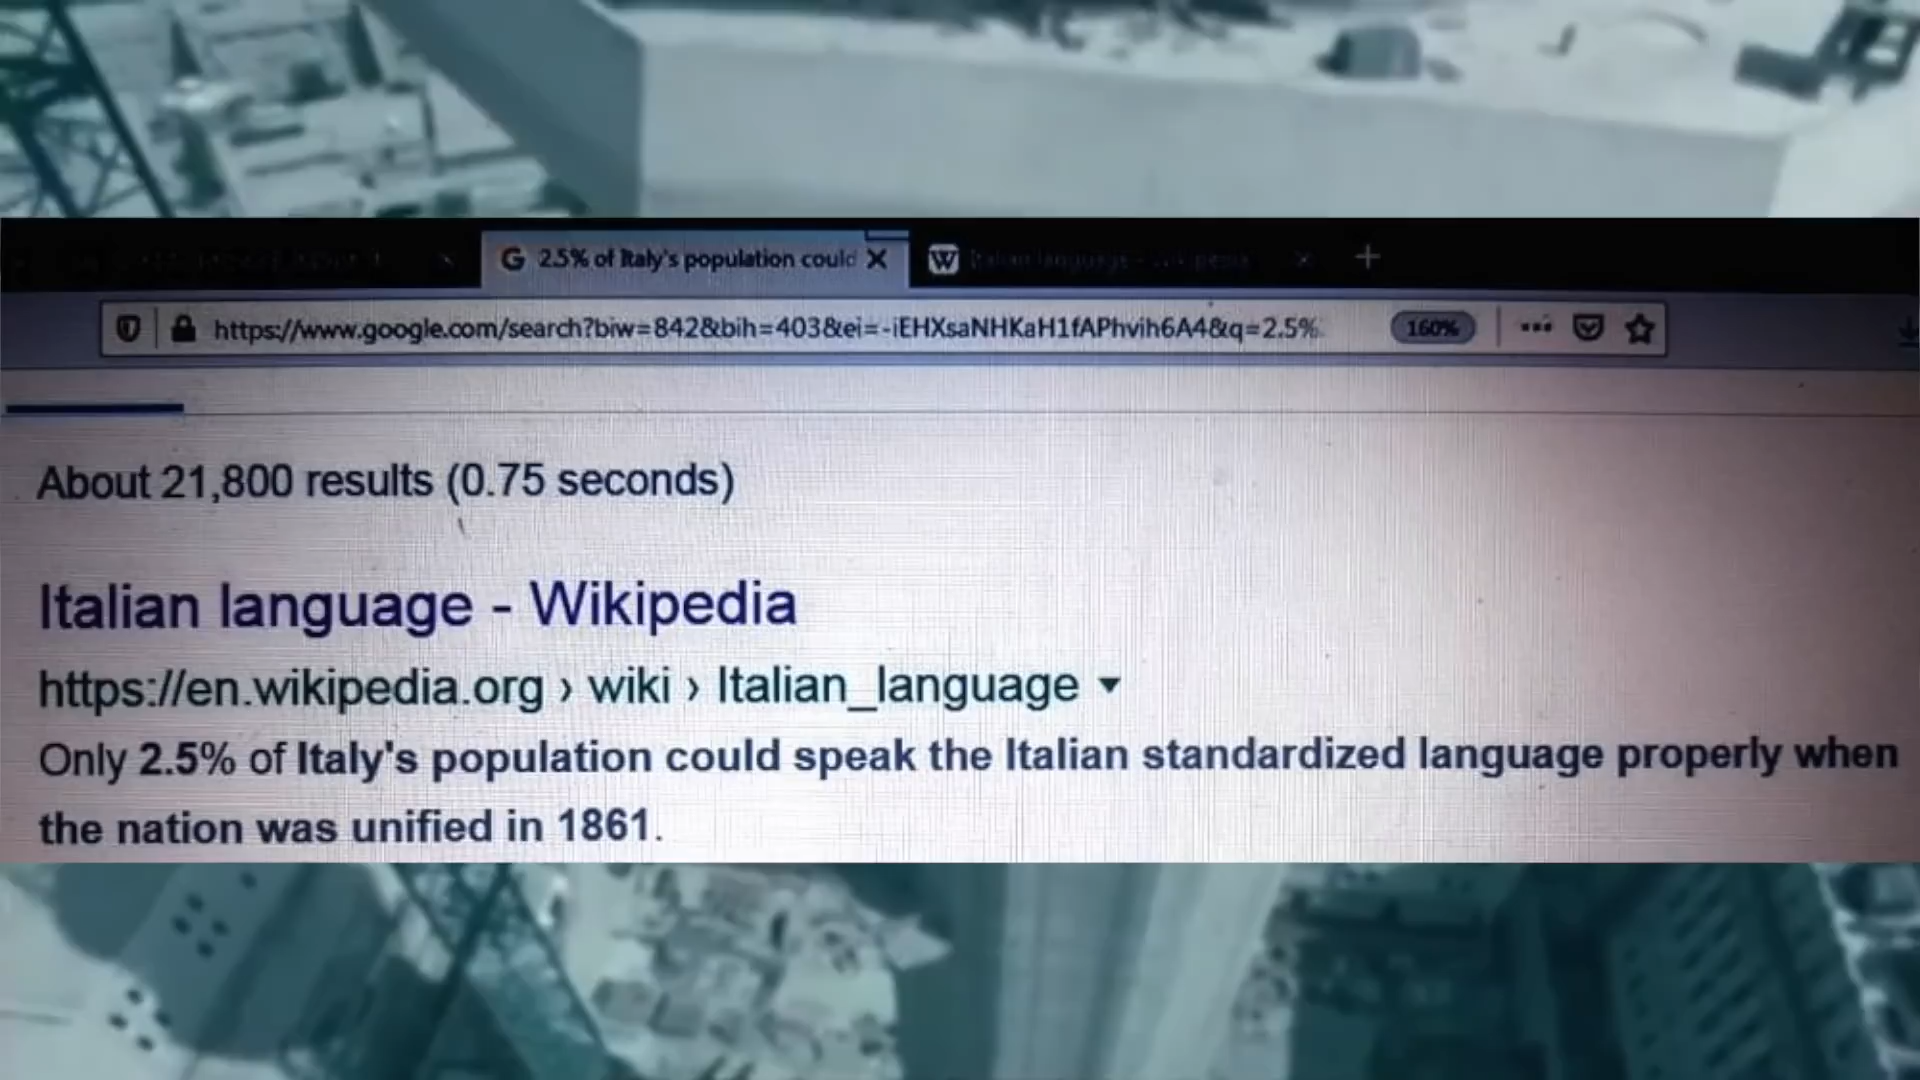 2.5% of Italy's population could
https://www.google.com/search?biw=842&bih=403&ei=-iEHXsaNHKaH1fAPhvih6A4&q=2.5%
160%
About 21,800 results (0.75 seconds)
Italian language - Wikipedia
https://en.wikipedia.org › wiki › Italian_language
Only 2.5% of Italy's population could speak the Italian standardized language properly when
the nation was unified in 1861.